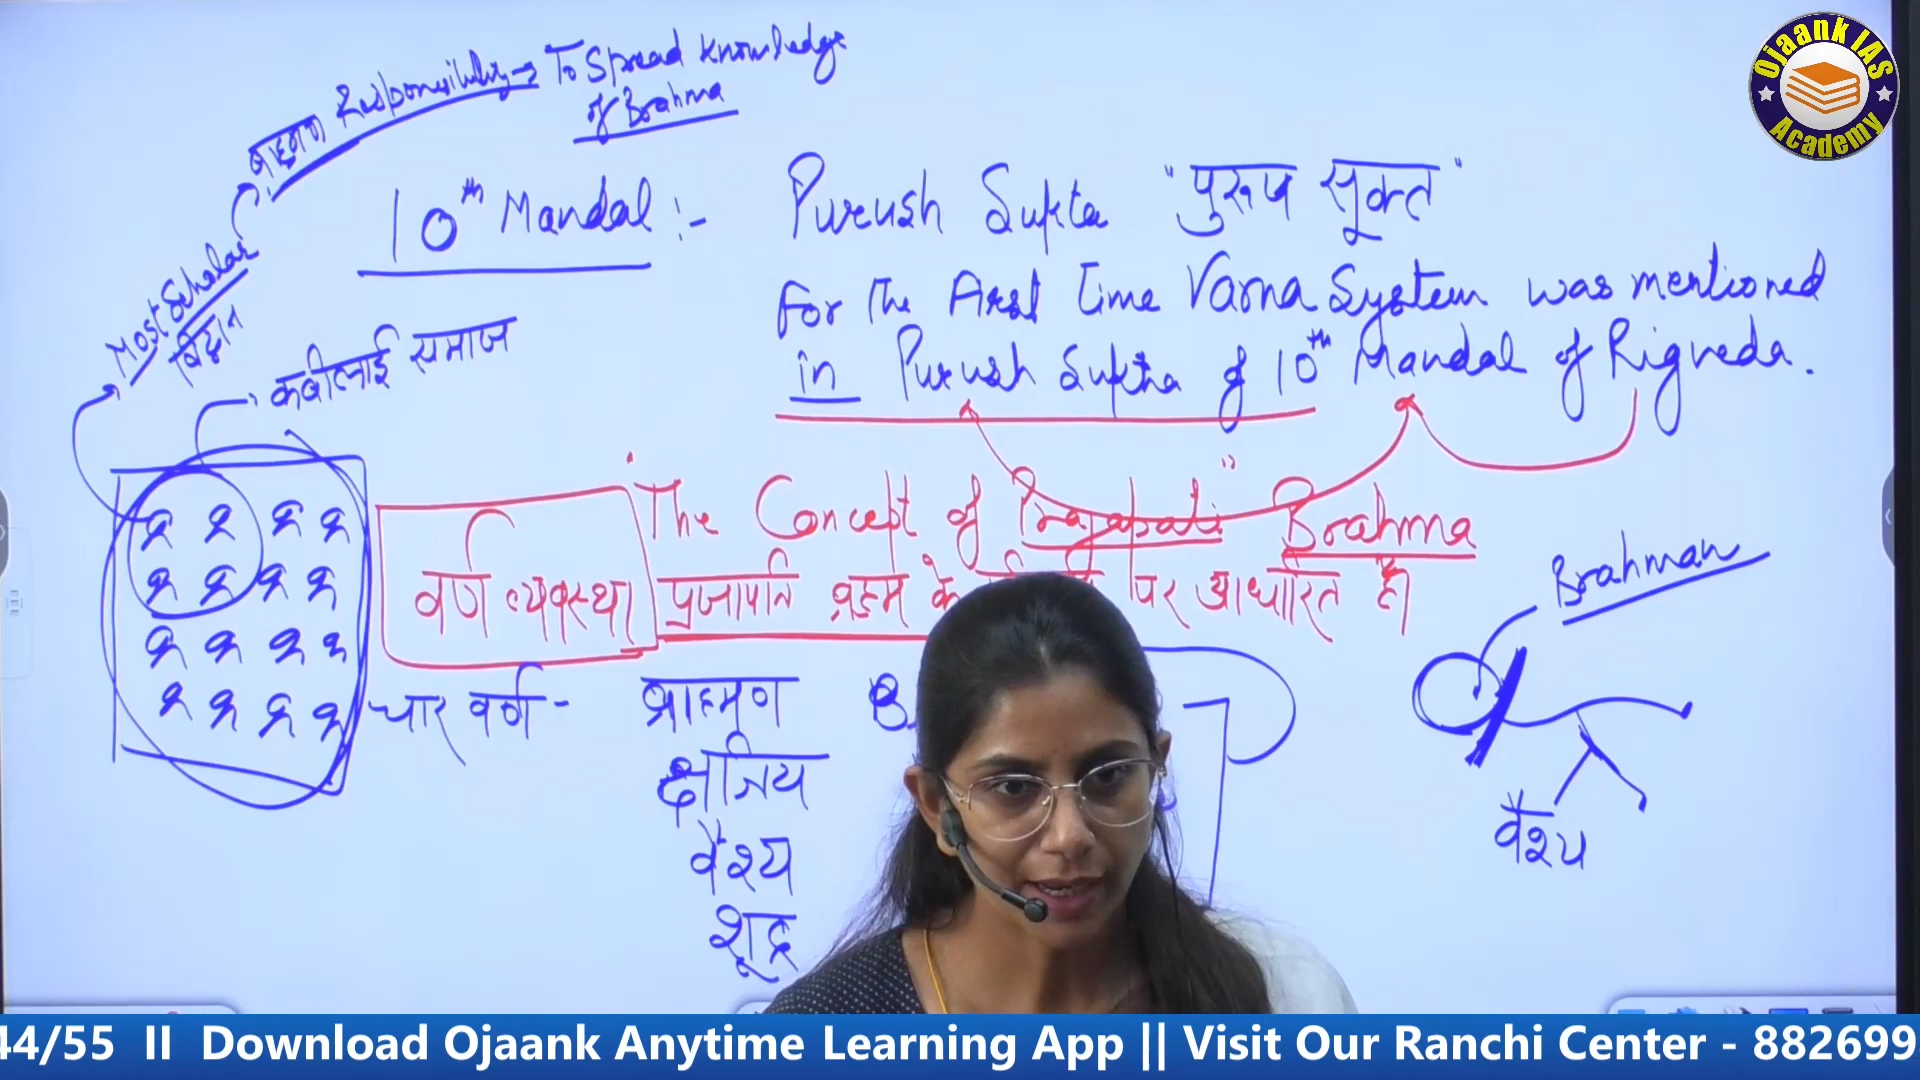 ब्राह्मण Responsibility → To Spread Knowledge
of Brahma
10th Mandal :- Purush Sukta "पुरूष सूक्त"
For the First time Varna System was mentioned
in Purush Sukta of 10th Mandal of Rigveda.
Most Scholar
विद्वान
कबीलाई समाज
"The Concept of Prajapati" Brahma
वर्ण व्यवस्था प्रजापति ब्रह्म के पर आधारित है।
Brahman
चार वर्ण - ब्राह्मण B
क्षत्रिय
वैश्य
शूद्र
वैश्य
Ojaank IAS
Academy
44/55 II Download Ojaank Anytime Learning App || Visit Our Ranchi Center - 882699